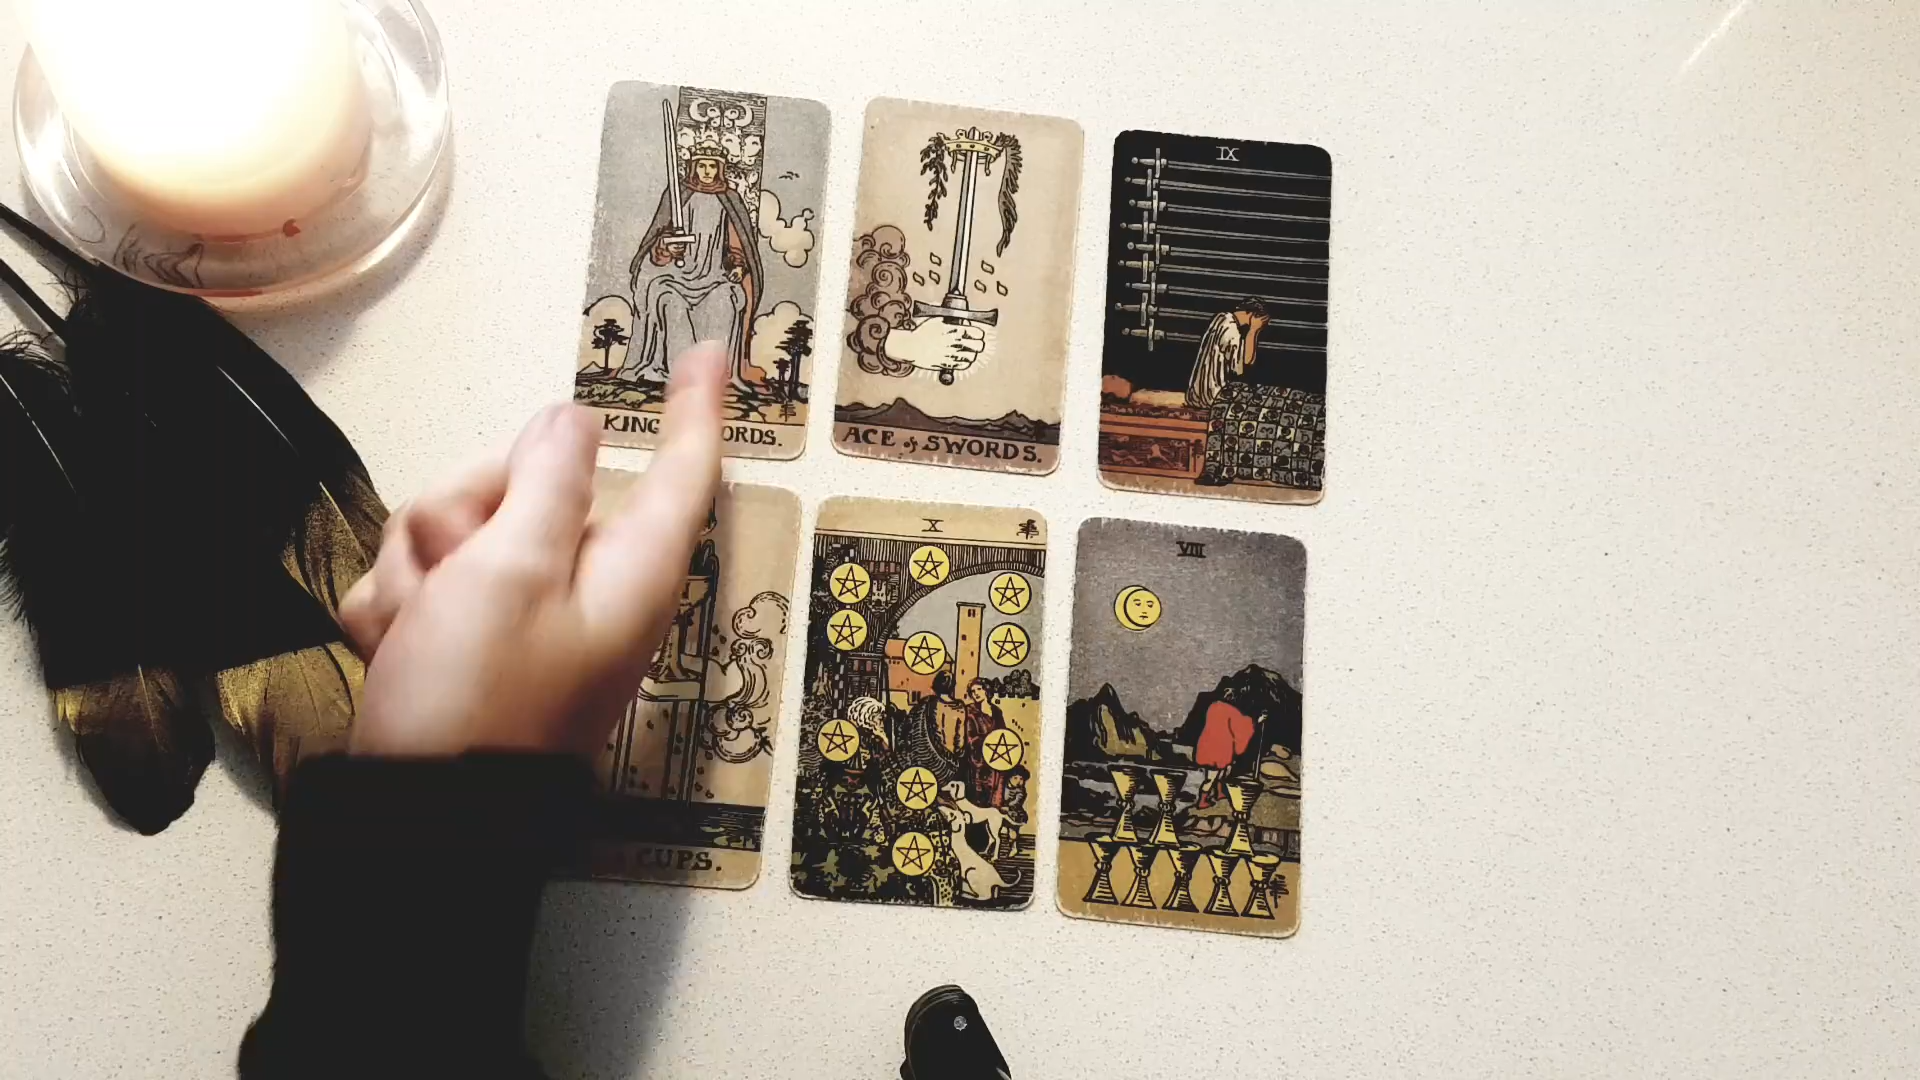 KING ORDS.
ACE of SWORDS.
IX
CUPS.
X
VIII